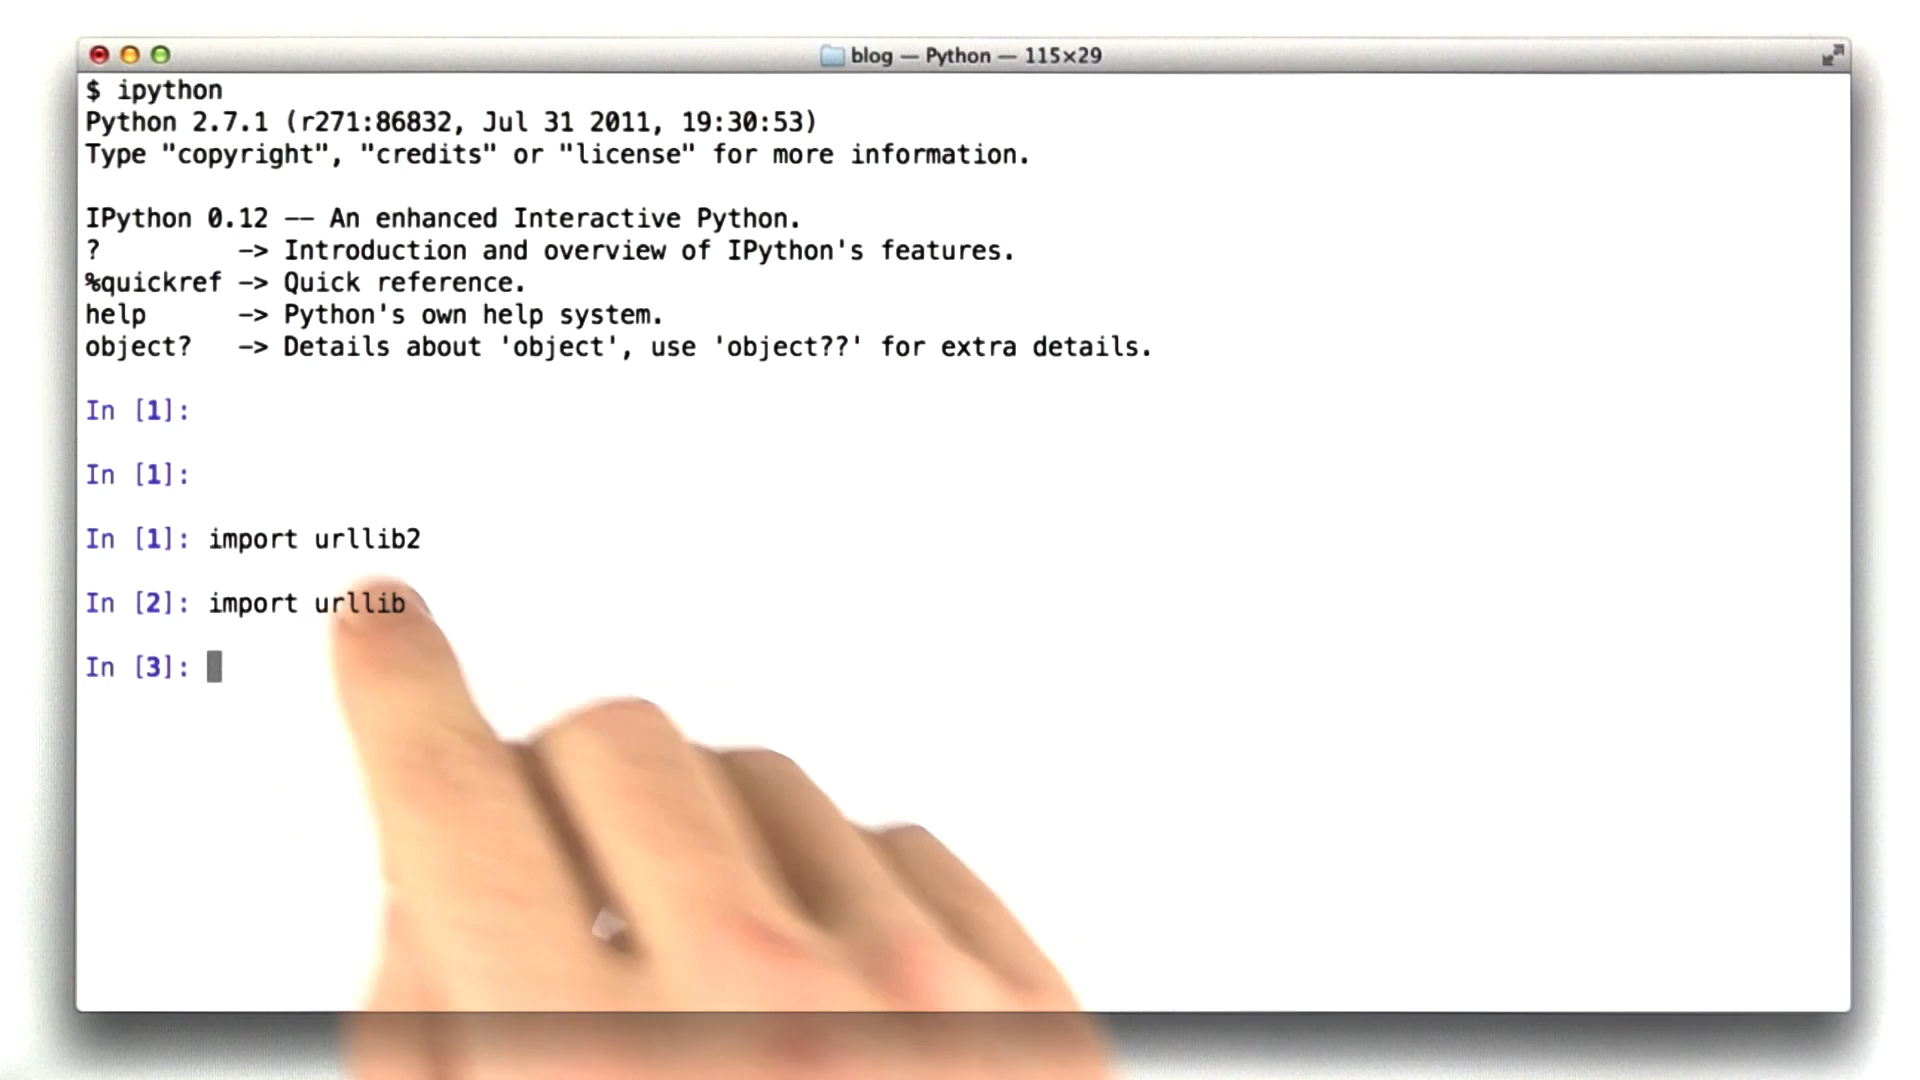 blog — Python — 115×29
$ ipython
Python 2.7.1 (r271:86832, Jul 31 2011, 19:30:53)
Type "copyright", "credits" or "license" for more information.
IPython 0.12 -- An enhanced Interactive Python.
?         -> Introduction and overview of IPython's features.
%quickref -> Quick reference.
help      -> Python's own help system.
object?   -> Details about 'object', use 'object??' for extra details.
In [1]:
In [1]:
In [1]: import urllib2
In [2]: import urllib
In [3]: